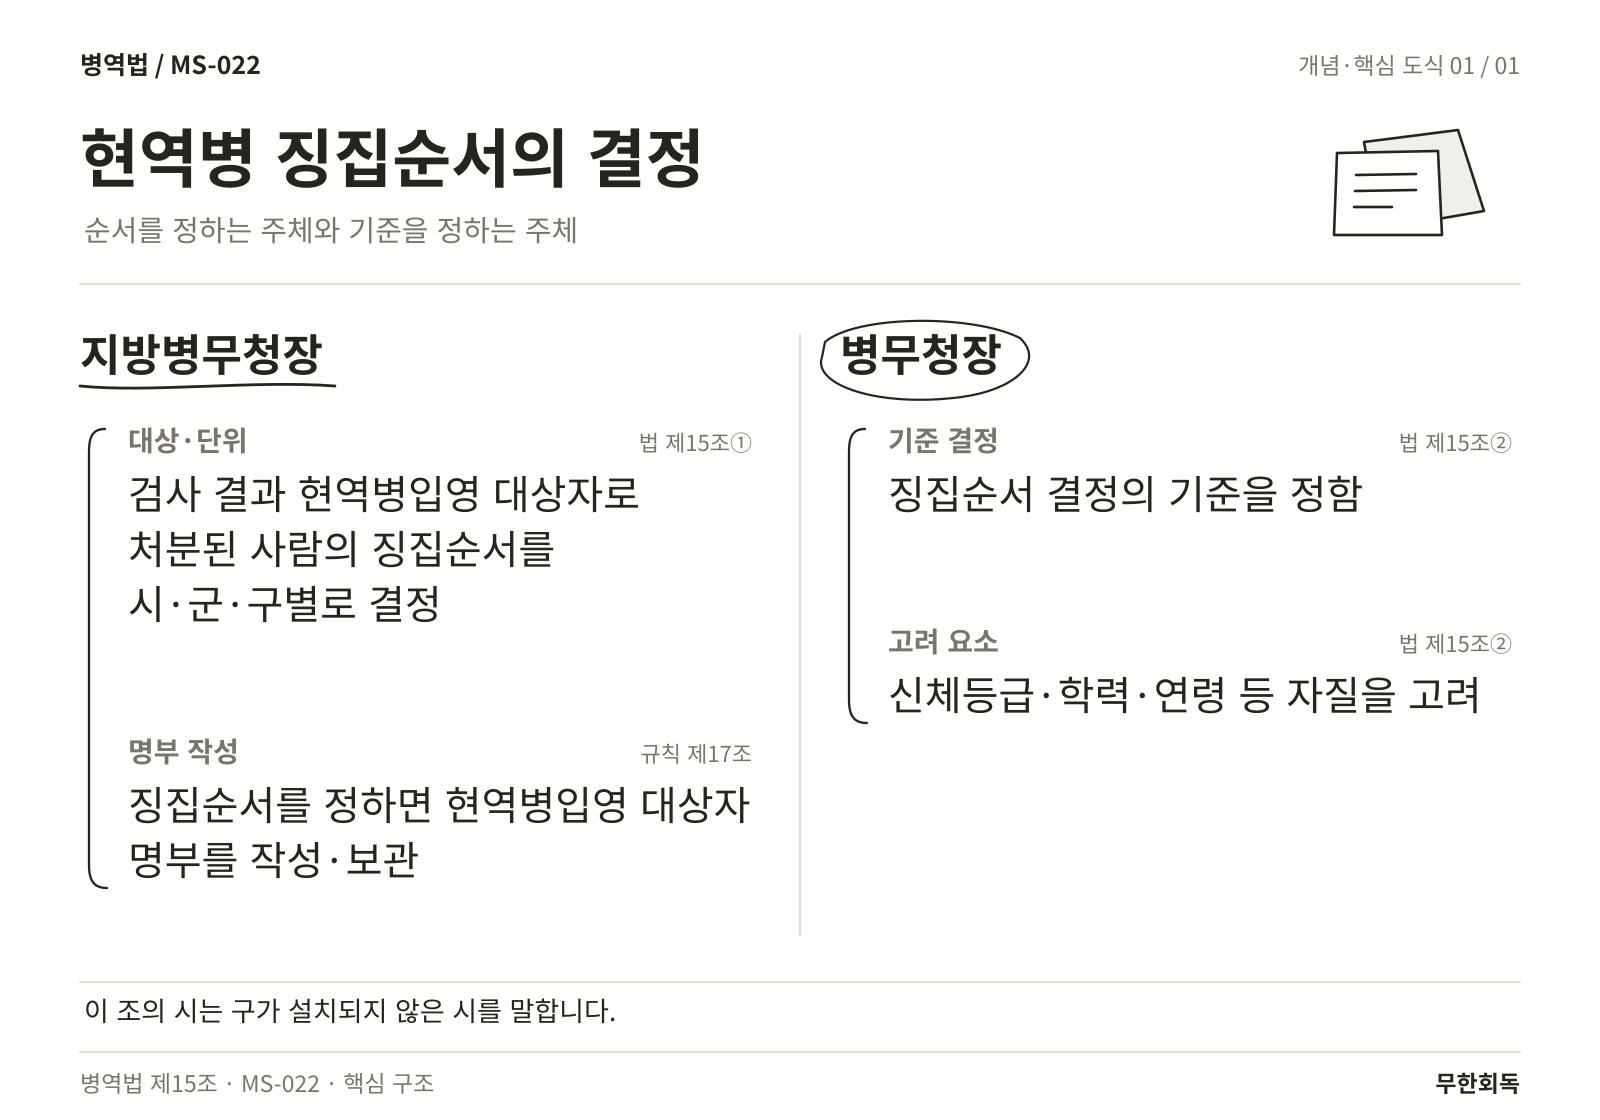 병역법 / MS-022
개념·핵심 도식 01 / 01
현역병 징집순서의 결정
순서를 정하는 주체와 기준을 정하는 주체
지방병무청장
대상·단위
법 제15조①
검사 결과 현역병입영 대상자로
처분된 사람의 징집순서를
시·군·구별로 결정
명부 작성
규칙 제17조
징집순서를 정하면 현역병입영 대상자
명부를 작성·보관
병무청장
기준 결정
법 제15조②
징집순서 결정의 기준을 정함
고려 요소
법 제15조②
신체등급·학력·연령 등 자질을 고려
이 조의 시는 구가 설치되지 않은 시를 말합니다.
병역법 제15조 · MS-022 · 핵심 구조
무한회독